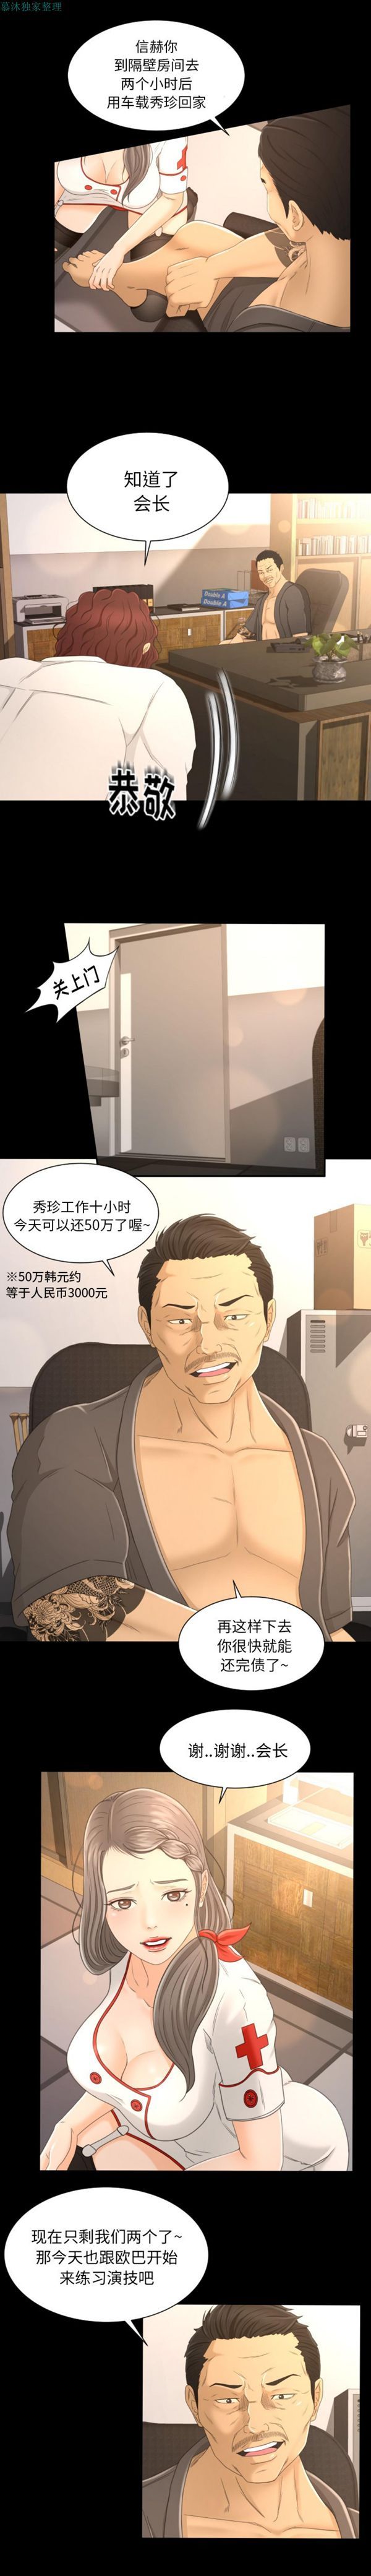 慕沐独家整理
信赫你
到隔壁房间去
两个小时后
用车载秀珍回家
知道了
会长
Double A
Double A
恭敬
关上门
秀珍工作十小时
今天可以还50万了喔~
※50万韩元约
等于人民币3000元
再这样下去
你很快就能
还完债了~
谢..谢谢..会长
现在只剩我们两个了~
那今天也跟欧巴开始
来练习演技吧